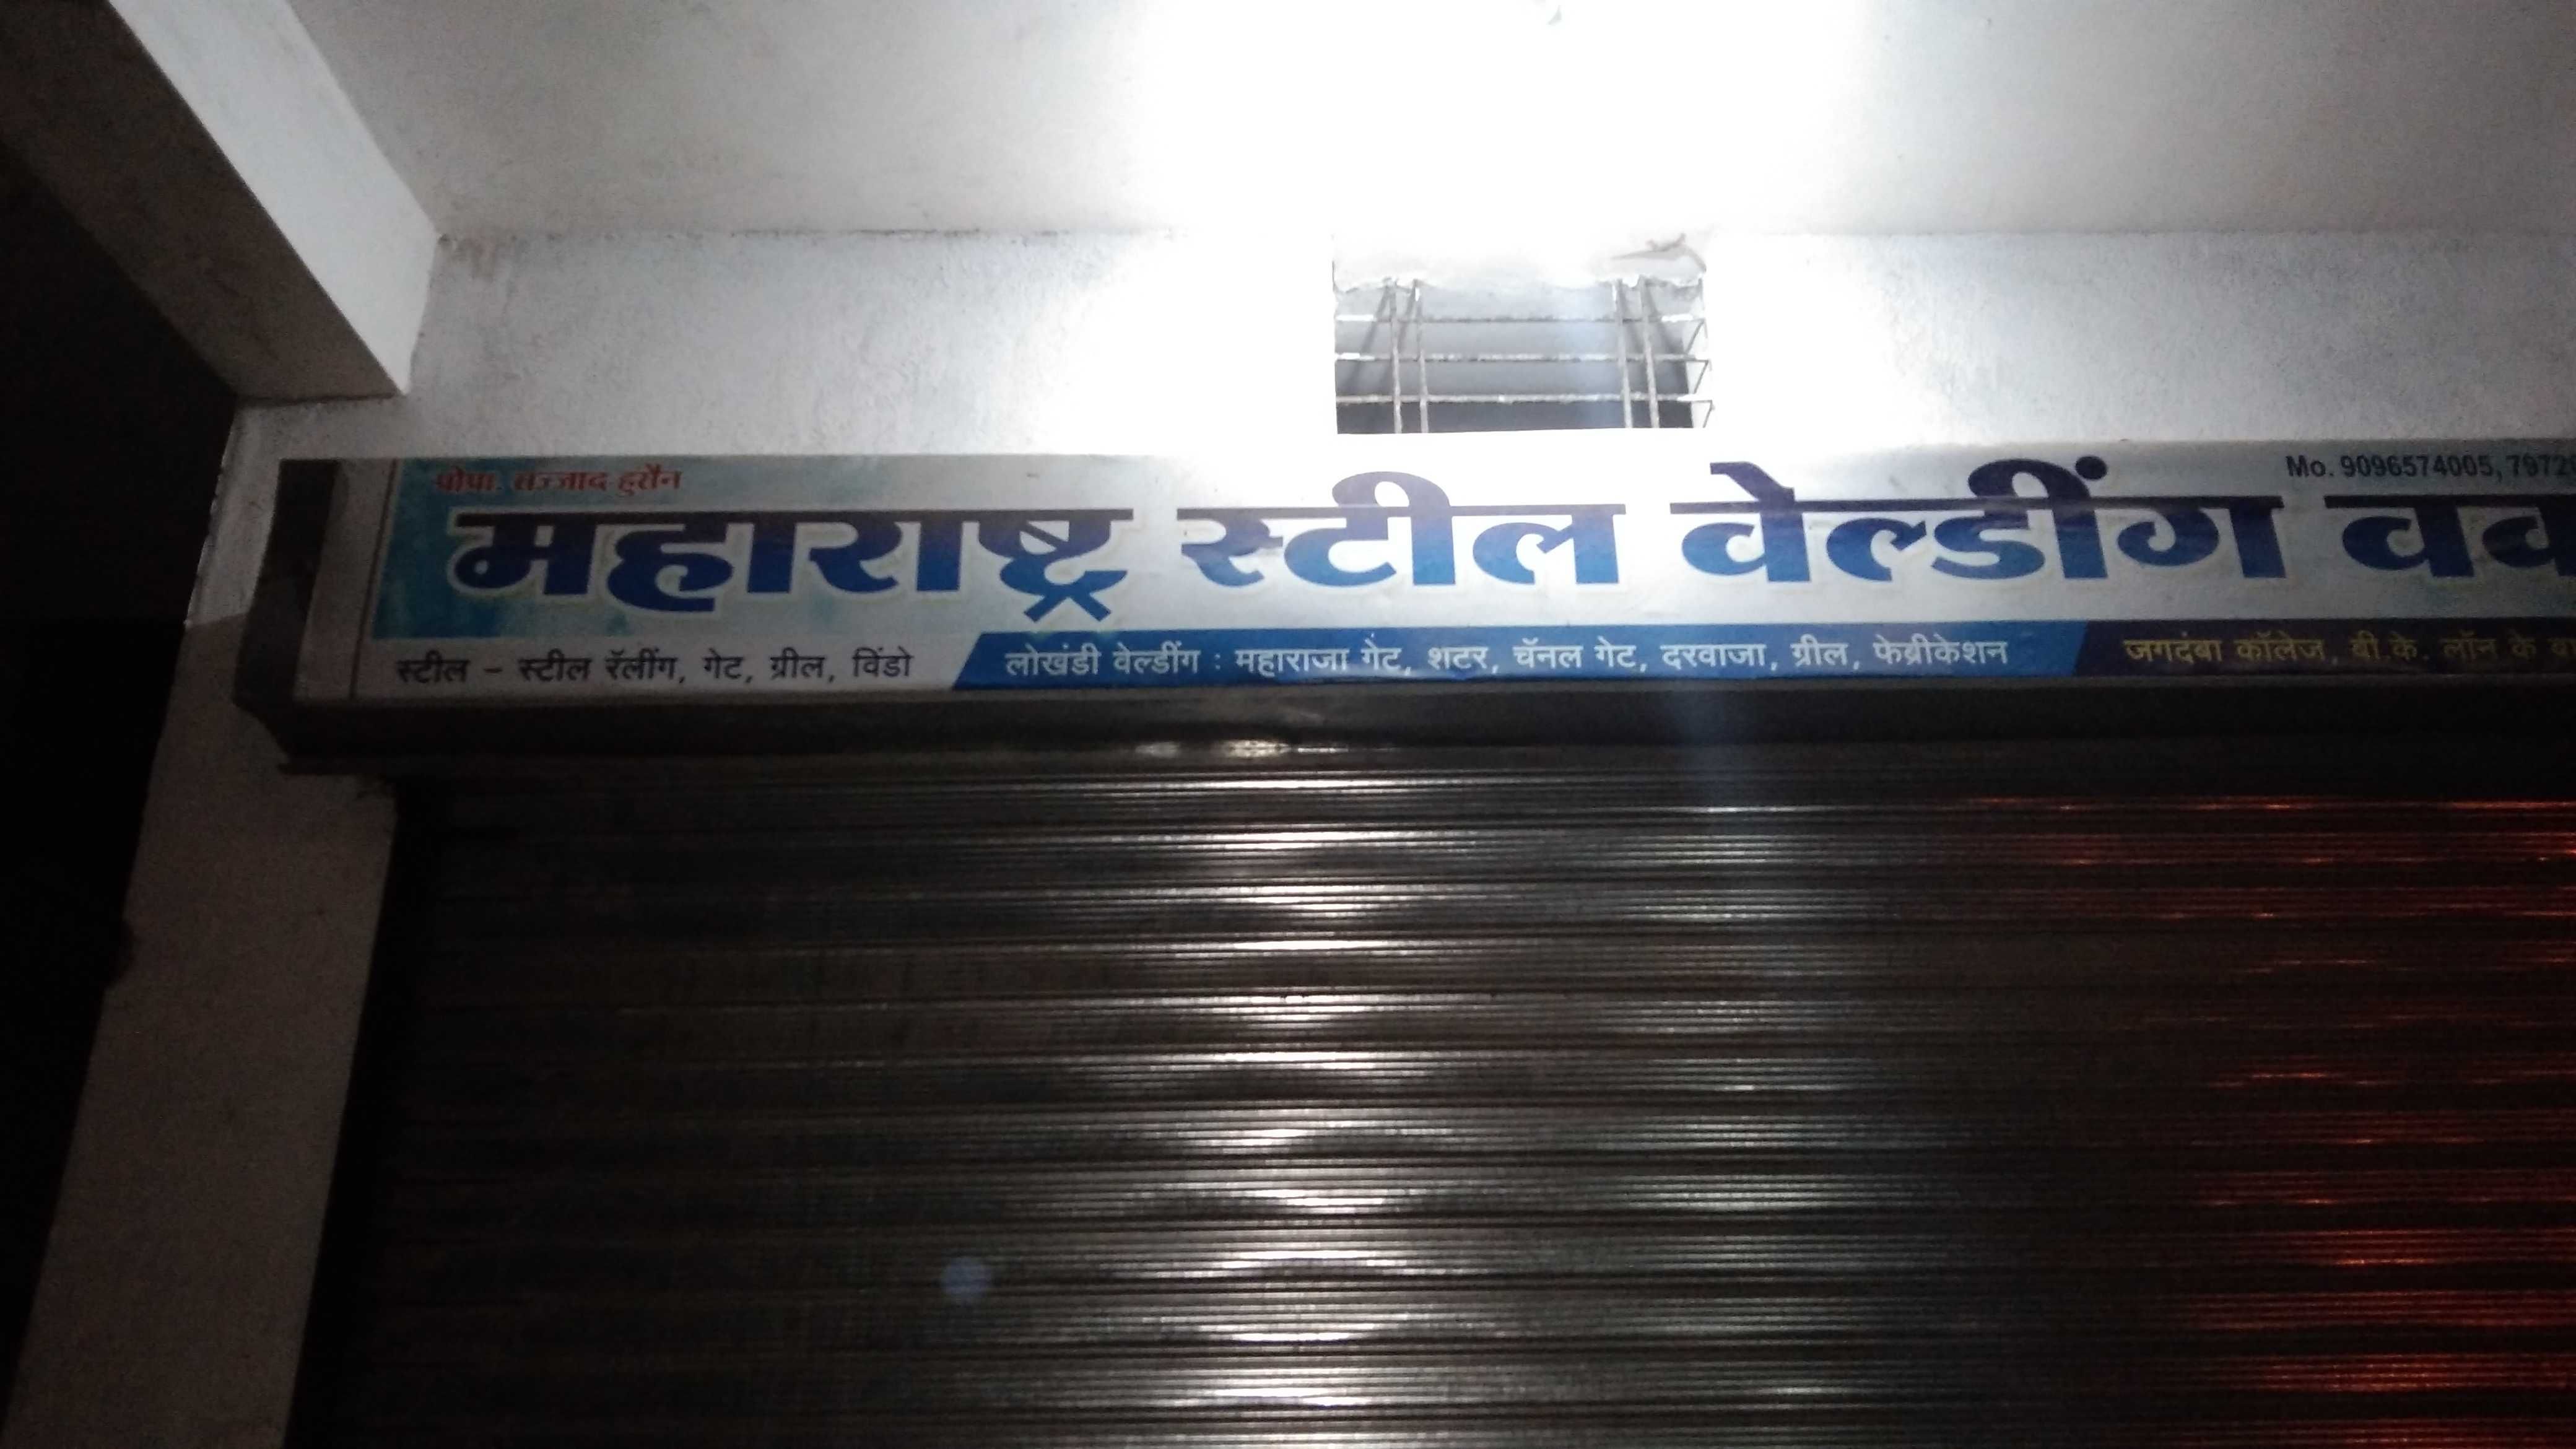 प्रोप्रा. सज्जाद हुसैन
Mo. 9096574005, 7972
महाराष्ट्र स्टील वेल्डींग
स्टील - स्टील रॅलींग, गेट, ग्रील, विंडो
लोखंडी वेल्डींग : महाराजा गेट, शटर, चॅनल गेट, दरवाजा, ग्रील, फेब्रीकेशन
जगदंबा कॉलेज, बी.के. लॉन के